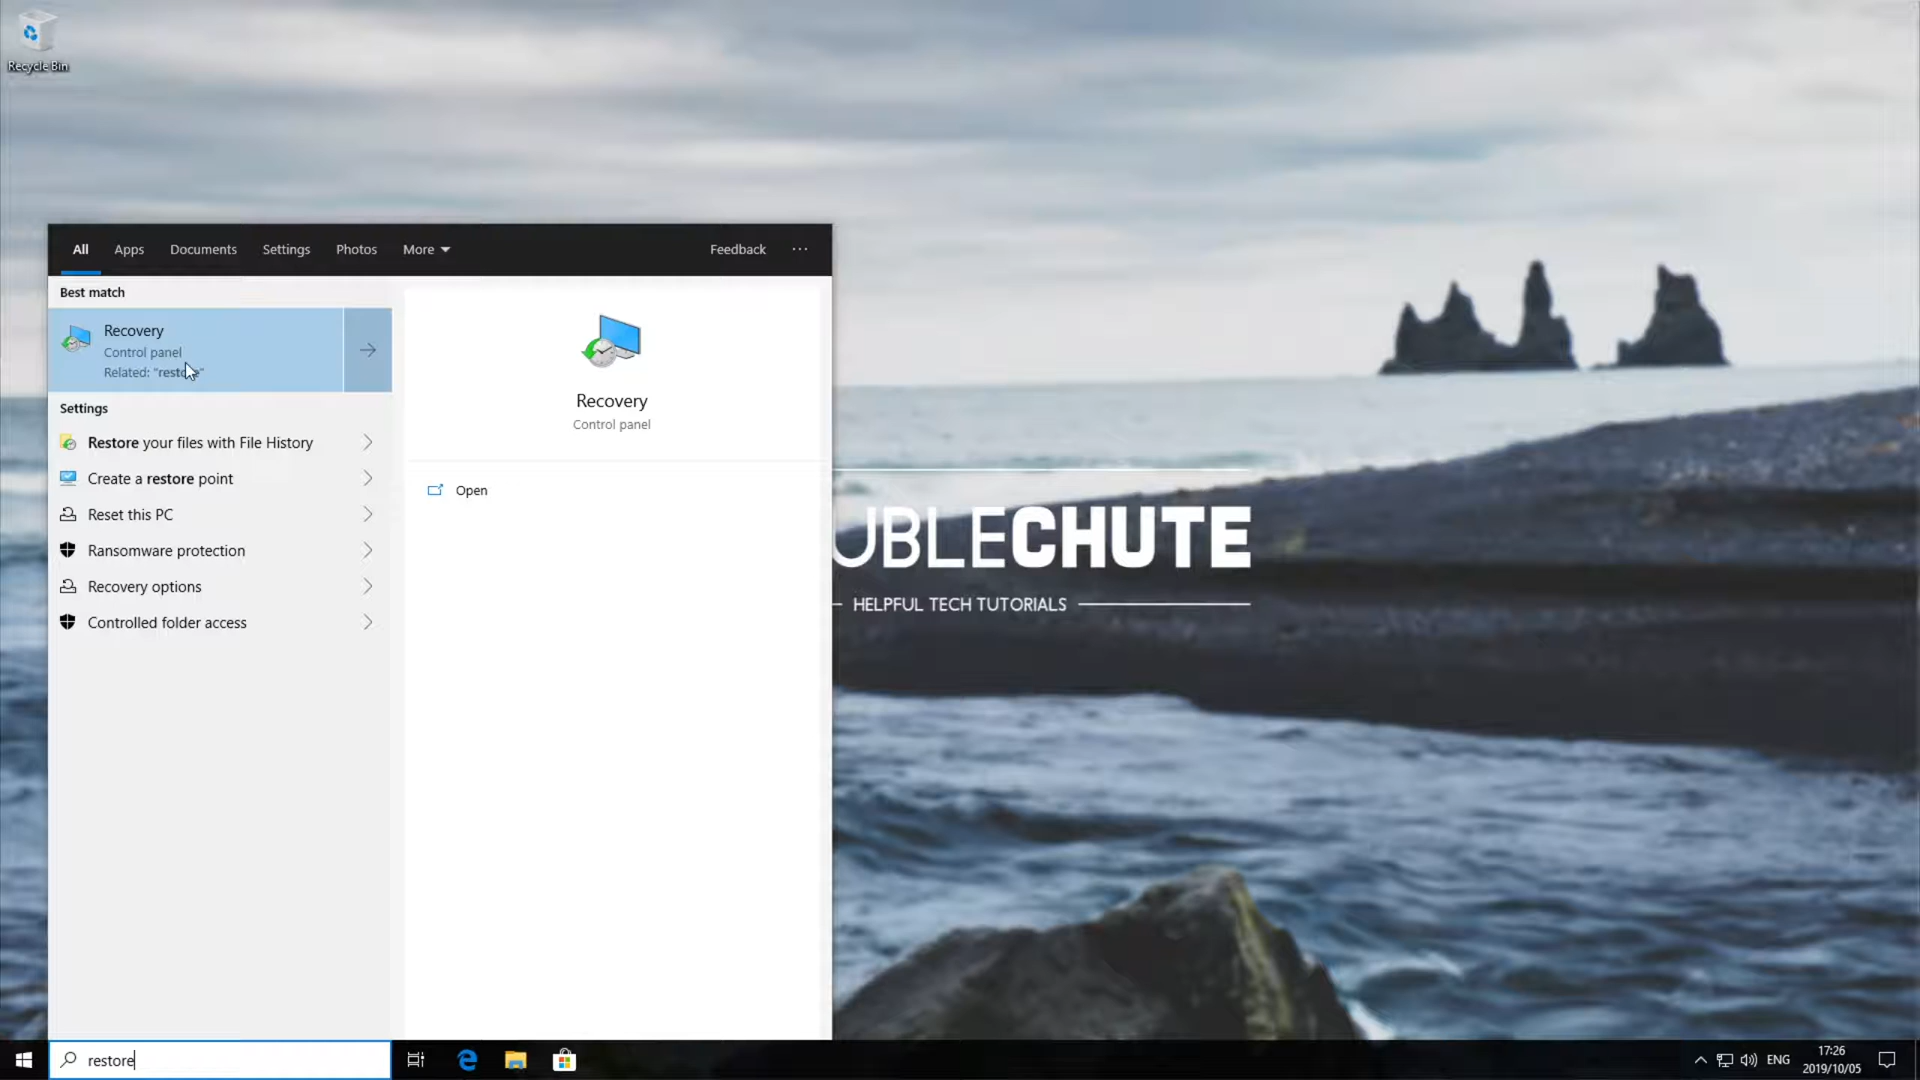 Recycle Bin
All Apps Documents Settings Photos More Feedback ...
Best match
Recovery
Control panel
Related: "restore"
Settings
Restore your files with File History
Create a restore point
Reset this PC
Ransomware protection
Recovery options
Controlled folder access
Recovery
Control panel
Open
UBLECHUTE
HELPFUL TECH TUTORIALS
restore
ENG
17:26
2019/10/05